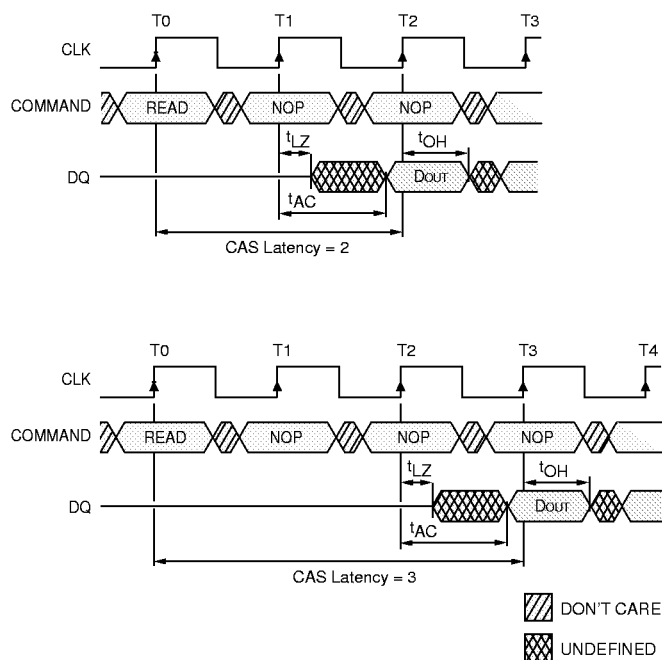 T0 T1 T2 T3
CLK
COMMAND READ NOP NOP
tLZ tOH
DQ DOUT
tAC
CAS Latency = 2
T0 T1 T2 T3 T4
CLK
COMMAND READ NOP NOP NOP
tLZ tOH
DQ DOUT
tAC
CAS Latency = 3
DON'T CARE
UNDEFINED